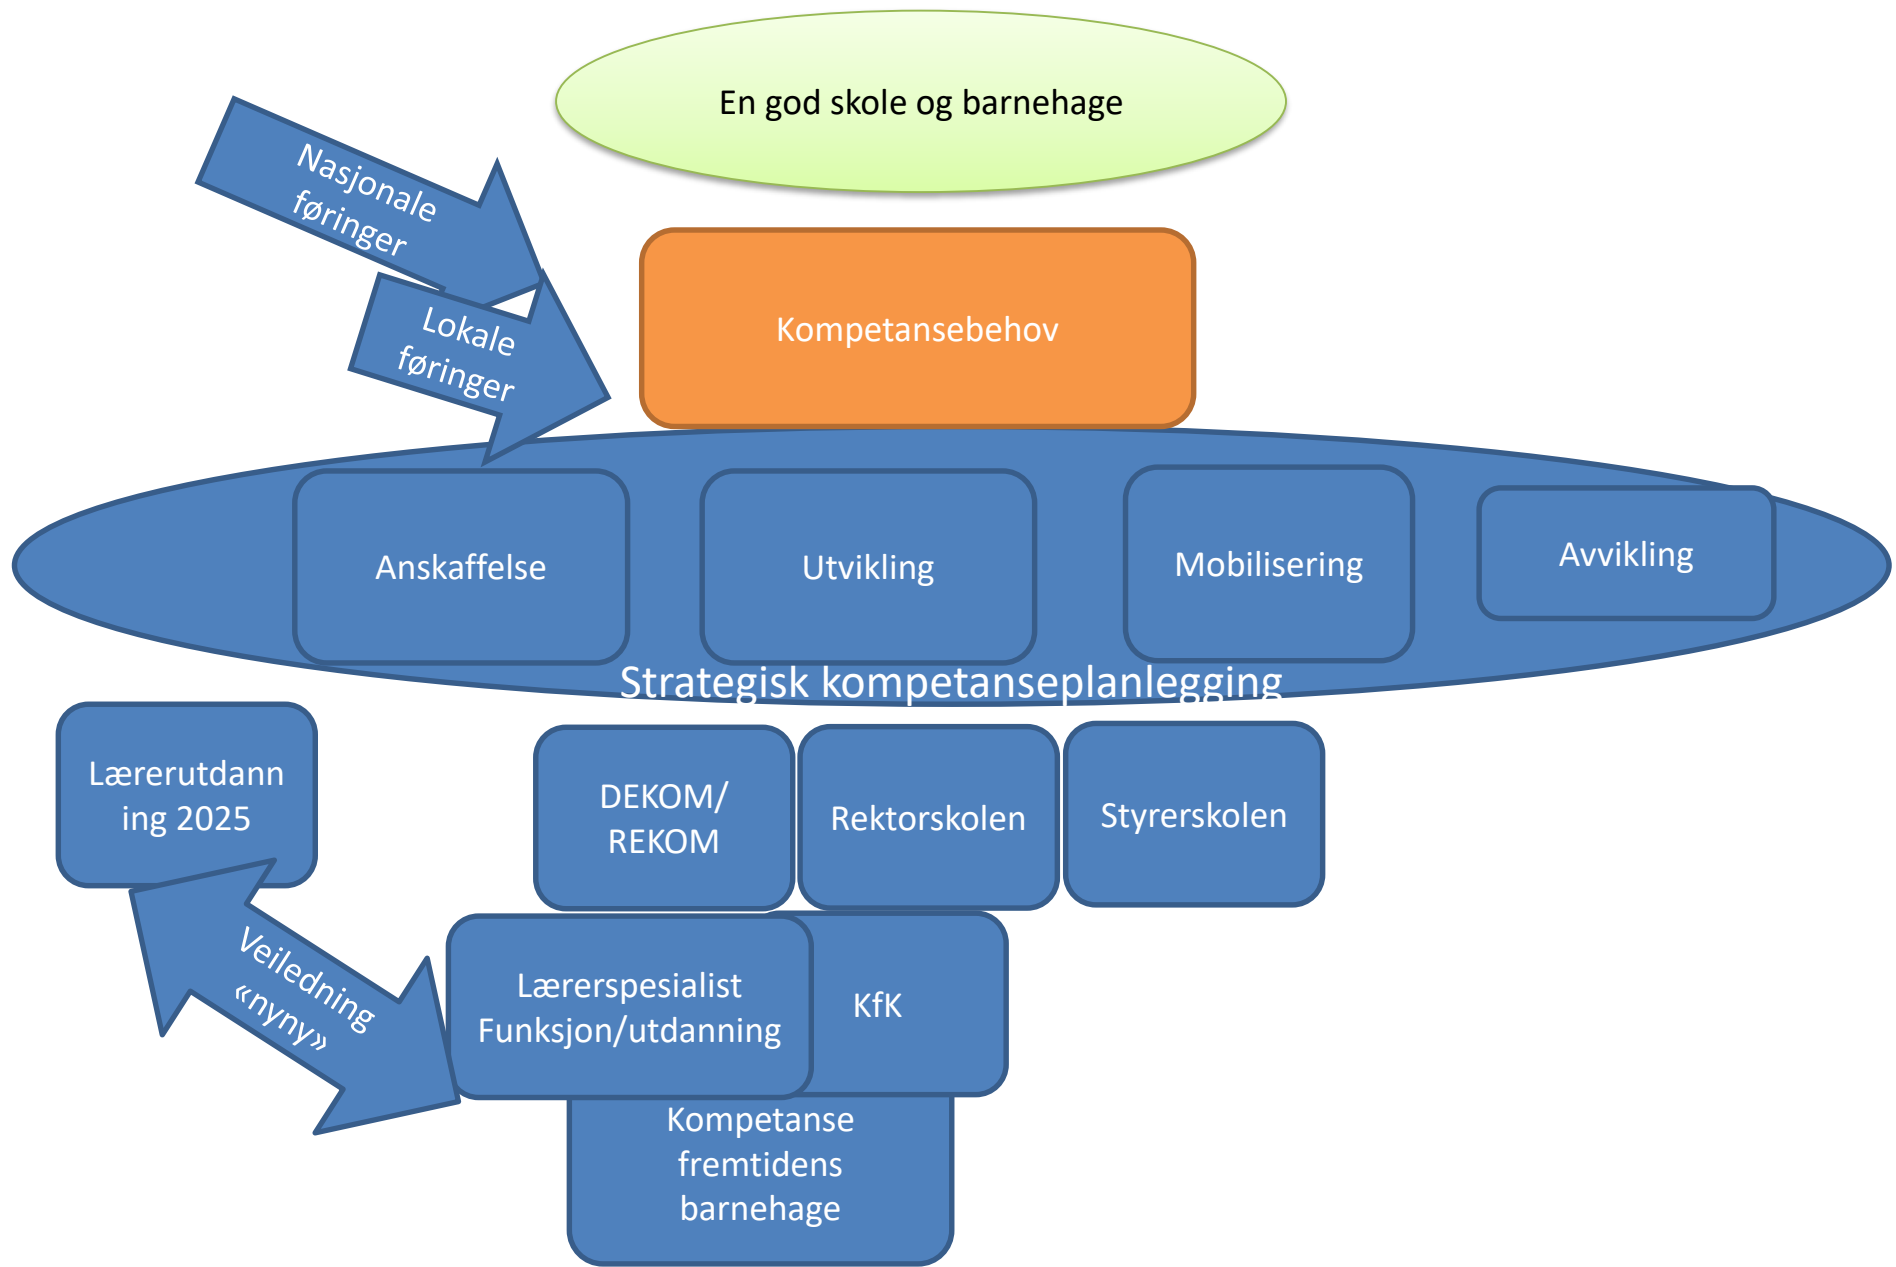 En god skole og barnehage
Nasjonale
føringer
Lokale
føringer
Kompetansebehov
Anskaffelse
Utvikling
Mobilisering
Avvikling
Strategisk kompetanseplanlegging
Lærerutdann
ing 2025
DEKOM/
REKOM
Rektorskolen
Styrerskolen
Veiledning
«nyny»
Lærerspesialist
Funksjon/utdanning
KfK
Kompetanse
fremtidens
barnehage